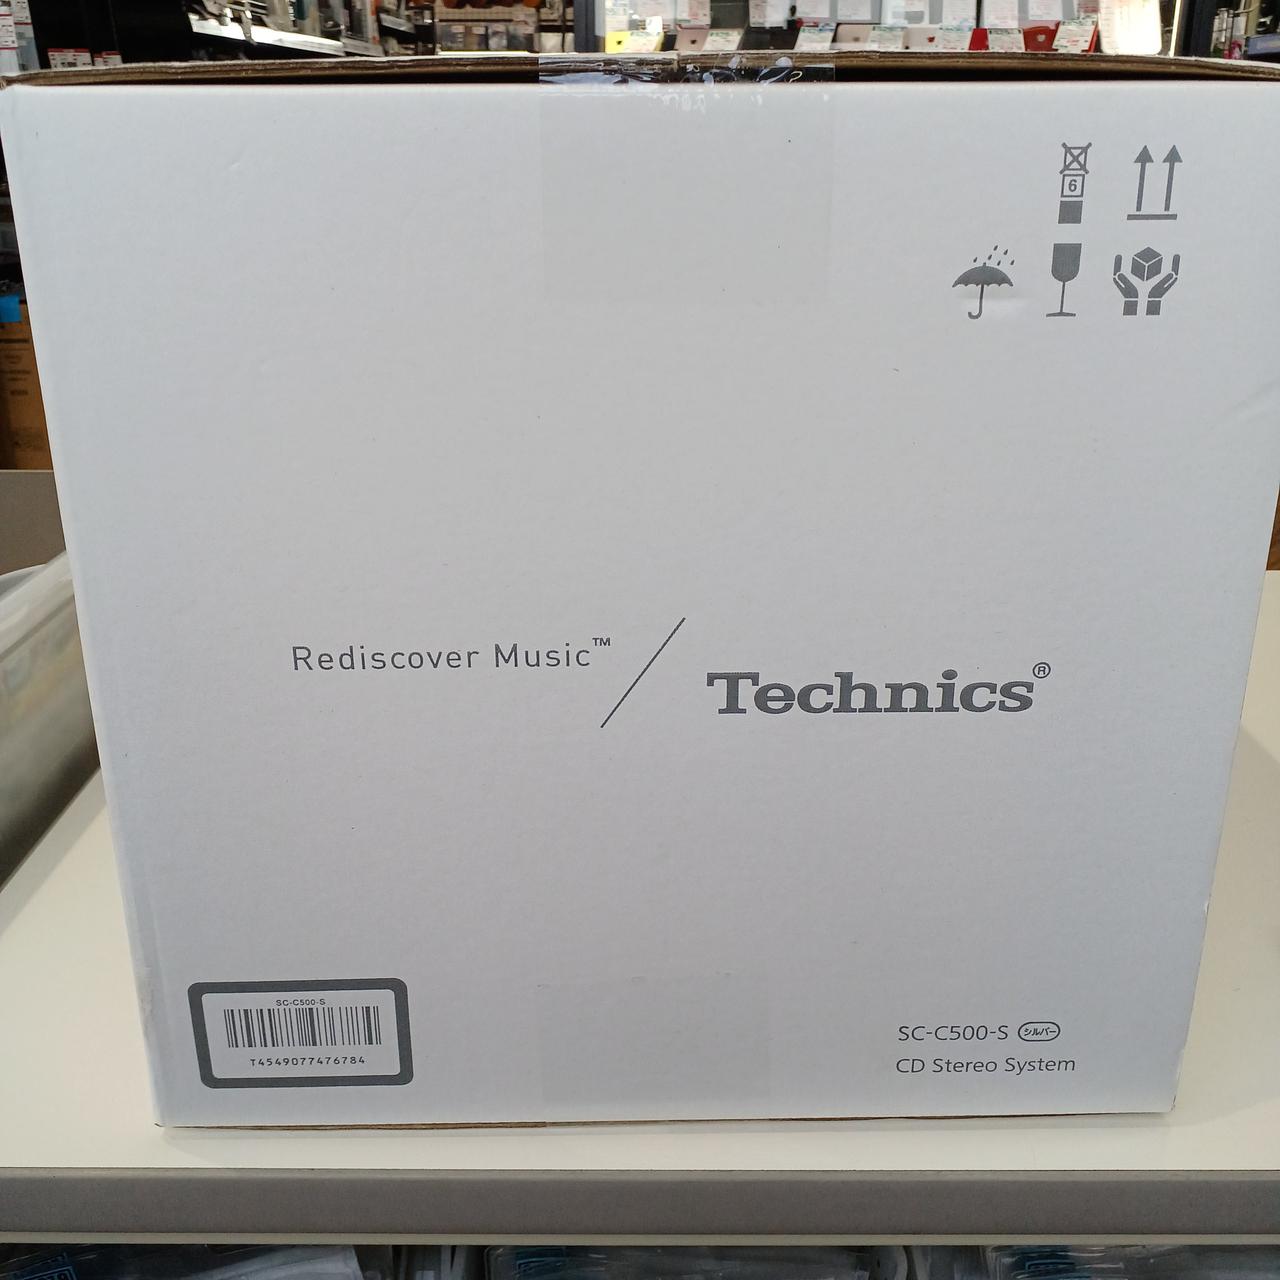 6
Rediscover Music™
Technics®
SC-C500-S
T4549077476784
SC-C500-S シルバー
CD Stereo System